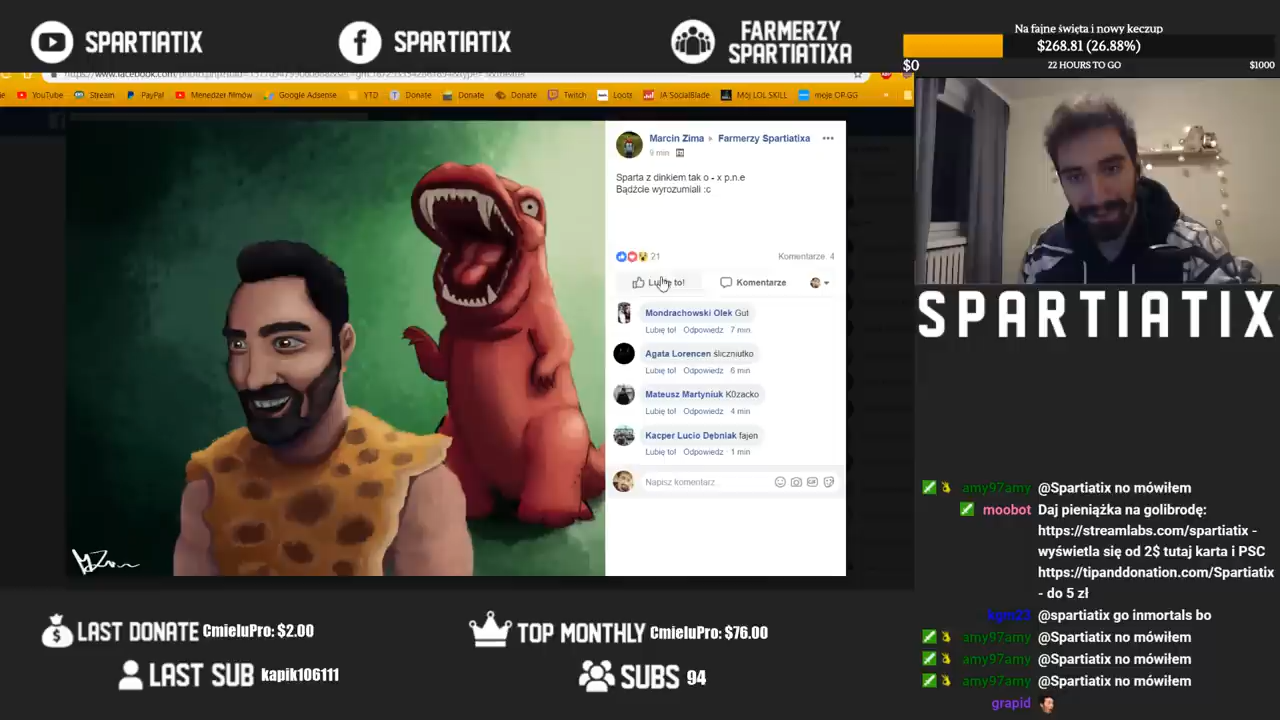 SPARTIATIX
SPARTIATIX
FARMERZY
SPARTIATIXA
Na fajne święta i nowy keczup
$268.81 (26.88%)
$0
22 HOURS TO GO
$1000
YouTube
Stream
PayPal
Menedżer filmów
Google Adsense
YTD
Donate
Donate
Donate
Twitch
Loots
IA SocialBlade
Mój LOL SKILL
moje OP.GG
Marcin Zima ▸ Farmerzy Spartiatixa
9 min
Sparta z dinkiem tak o - x p.n.e
Bądźcie wyrozumiali :c
21
Komentarze: 4
Lubię to!
Komentarze
Mondrachowski Olek Gut
Lubię to! Odpowiedz 7 min
Agata Lorencen śliczniutko
Lubię to! Odpowiedz 6 min
Mateusz Martyniuk K0zacko
Lubię to! Odpowiedz 4 min
Kacper Lucio Dębniak fajen
Lubię to! Odpowiedz 1 min
Napisz komentarz
SPARTIATIX
amy97amy @Spartiatix no mówiłem
moobot Daj pieniążka na golibrodę:
https://streamlabs.com/spartiatix -
wyświetla się od 2$ tutaj karta i PSC
https://tipanddonation.com/Spartiatix
- do 5 zł
kgm23 @spartiatix go inmortals bo
amy97amy @Spartiatix no mówiłem
amy97amy @Spartiatix no mówiłem
amy97amy @Spartiatix no mówiłem
grapid
LAST DONATE CmieluPro: $2.00
TOP MONTHLY CmieluPro: $76.00
LAST SUB kapik106111
SUBS 94